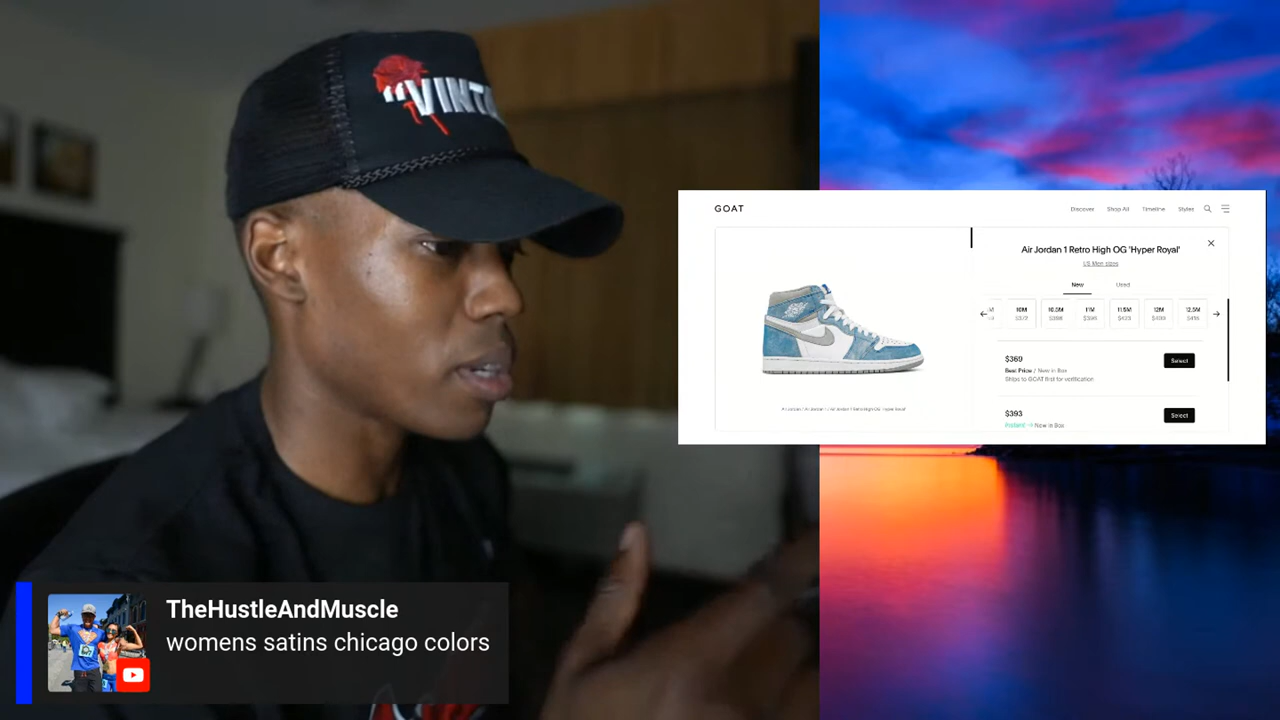 "VINTA
GOAT
Discover Shop All Timeline Styles
Air Jordan 1 Retro High OG 'Hyper Royal'
US Men sizes
New Used
10M 10.5M 11M 11.5M 12M 12.5M
$369
Select
Best Price / New in Box
Ships to GOAT first for verification
$393
Select
Instant → New in Box
TheHustleAndMuscle
womens satins chicago colors